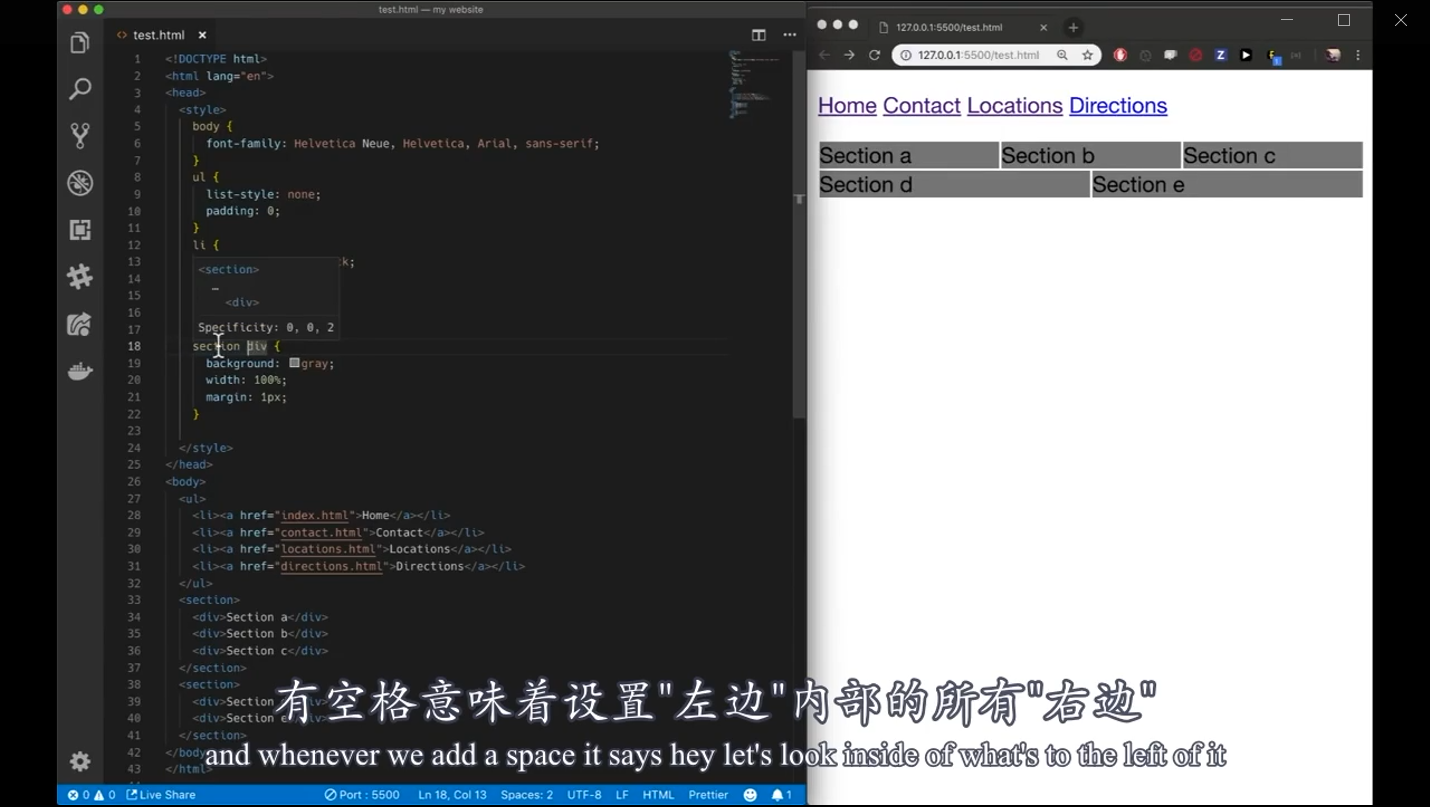 test.html — my website
test.html
1 <!DOCTYPE html>
2 <html lang="en">
3 <head>
4 <style>
5 body {
6 font-family: Helvetica Neue, Helvetica, Arial, sans-serif;
7 }
8 ul {
9 list-style: none;
10 padding: 0;
11 }
12 li {
13 k;
<section>
14
…
<div>
15
16
Specificity: 0, 0, 2
17
18 section div {
19 background: gray;
20 width: 100%;
21 margin: 1px;
22 }
23
24 </style>
25 </head>
26 <body>
27 <ul>
28 <li><a href="index.html">Home</a></li>
29 <li><a href="contact.html">Contact</a></li>
30 <li><a href="locations.html">Locations</a></li>
31 <li><a href="directions.html">Directions</a></li>
32 </ul>
33 <section>
34 <div>Section a</div>
35 <div>Section b</div>
36 <div>Section c</div>
37 </section>
38 <section>
39 <div>Section
40 <div>Section
41 </section>
42 </body>
43 </html>
0 0 Live Share Port : 5500 Ln 18, Col 13 Spaces: 2 UTF-8 LF HTML Prettier 1
127.0.0.1:5500/test.html
127.0.0.1:5500/test.html
Home Contact Locations Directions
Section a Section b Section c
Section d Section e
有空格意味着设置"左边"内部的所有"右边"
and whenever we add a space it says hey let's look inside of what's to the left of it